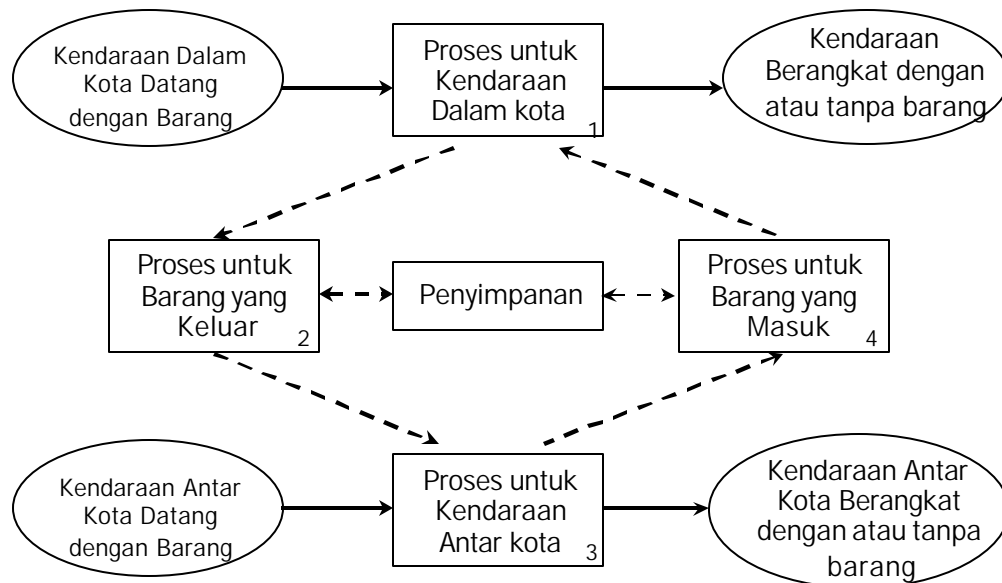 Kendaraan Dalam
Kota Datang
dengan Barang
Proses untuk
Kendaraan
Dalam kota
1
Kendaraan
Berangkat dengan
atau tanpa barang
Proses untuk
Barang yang
Keluar
2
Penyimpanan
Proses untuk
Barang yang
Masuk
4
Kendaraan Antar
Kota Datang
dengan Barang
Proses untuk
Kendaraan
Antar kota
3
Kendaraan Antar
Kota Berangkat
dengan atau tanpa
barang